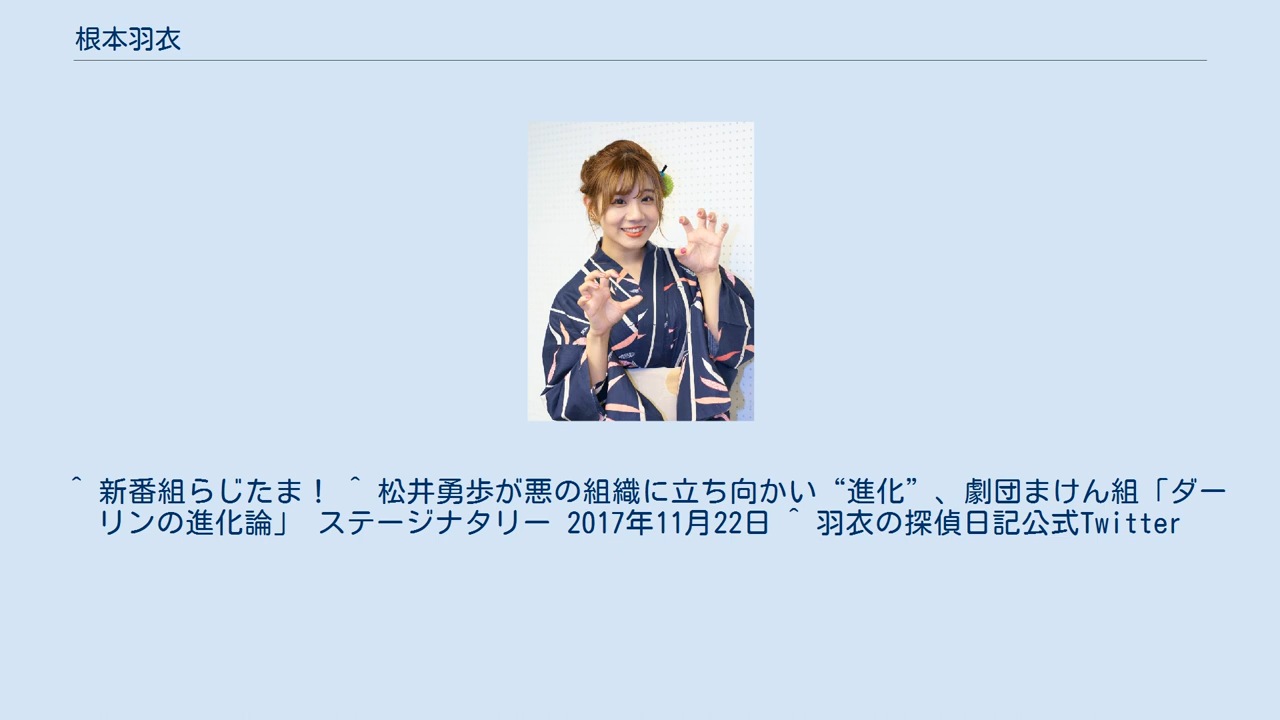 根本羽衣
^ 新番組らじたま! ^ 松井勇歩が悪の組織に立ち向かい“進化”、劇団まけん組「ダー
リンの進化論」 ステージナタリー 2017年11月22日 ^ 羽衣の探偵日記公式Twitter